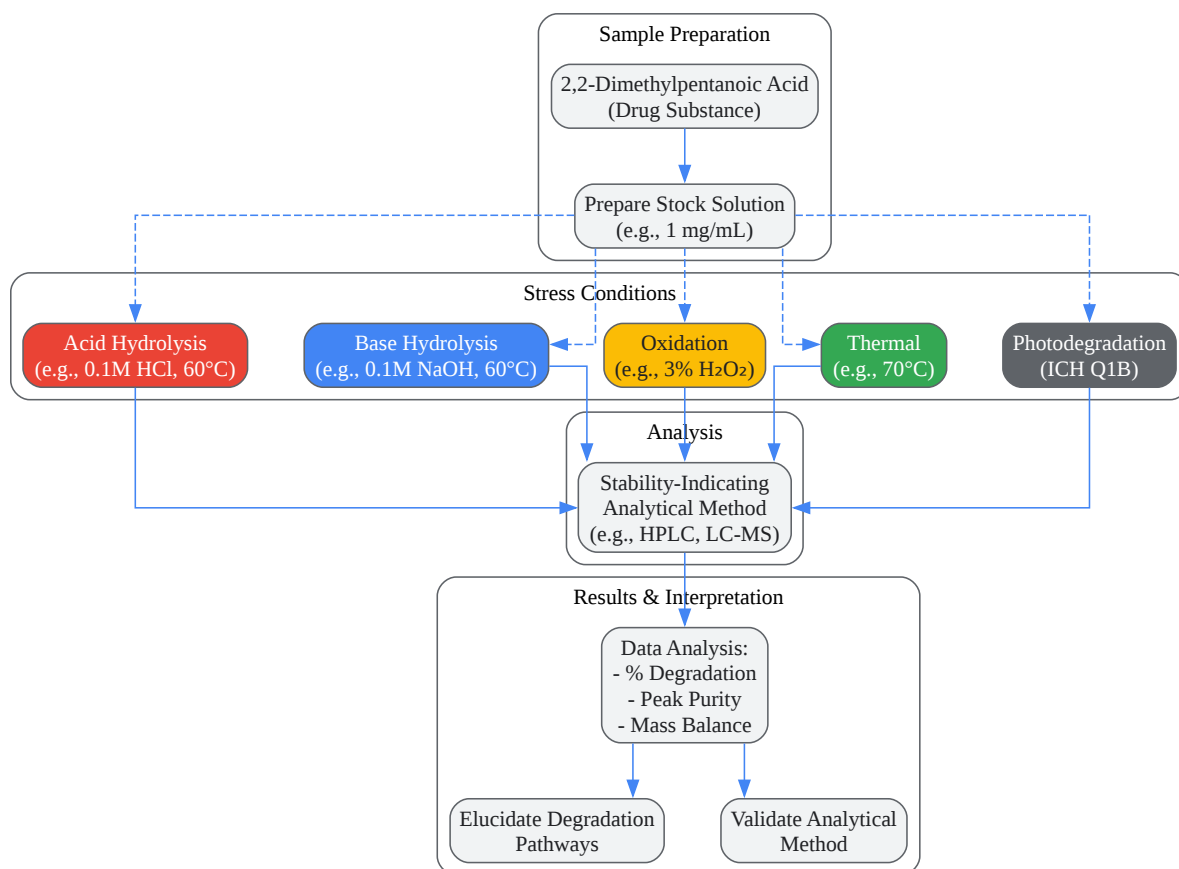 Sample Preparation
2,2-Dimethylpentanoic Acid
(Drug Substance)
Prepare Stock Solution
(e.g., 1 mg/mL)
Stress Conditions
Acid Hydrolysis
(e.g., 0.1M HCl, 60°C)
Base Hydrolysis
(e.g., 0.1M NaOH, 60°C)
Oxidation
(e.g., 3% H₂O₂)
Thermal
(e.g., 70°C)
Photodegradation
(ICH Q1B)
Analysis
Stability-Indicating
Analytical Method
(e.g., HPLC, LC-MS)
Results & Interpretation
Data Analysis:
- % Degradation
- Peak Purity
- Mass Balance
Elucidate Degradation
Pathways
Validate Analytical
Method